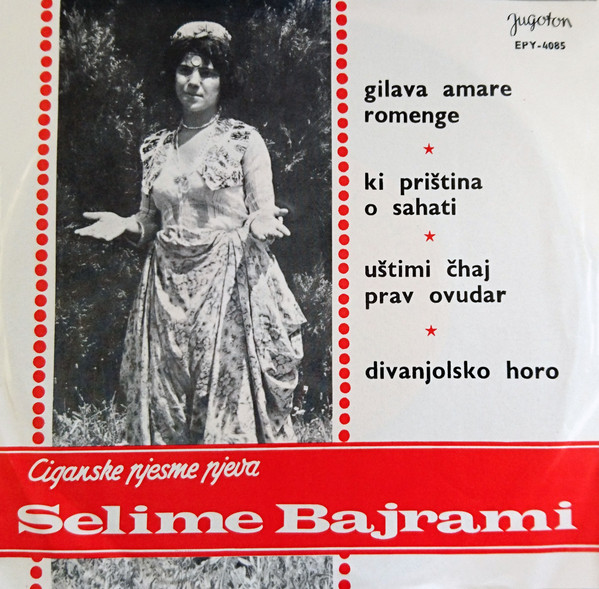 Jugoton
EPY-4085
gilava amare
romenge
ki priština
o sahati
uštimi čhaj
prav ovudar
divanjolsko horo
Ciganske pjesme pjeva
Selime Bajrami